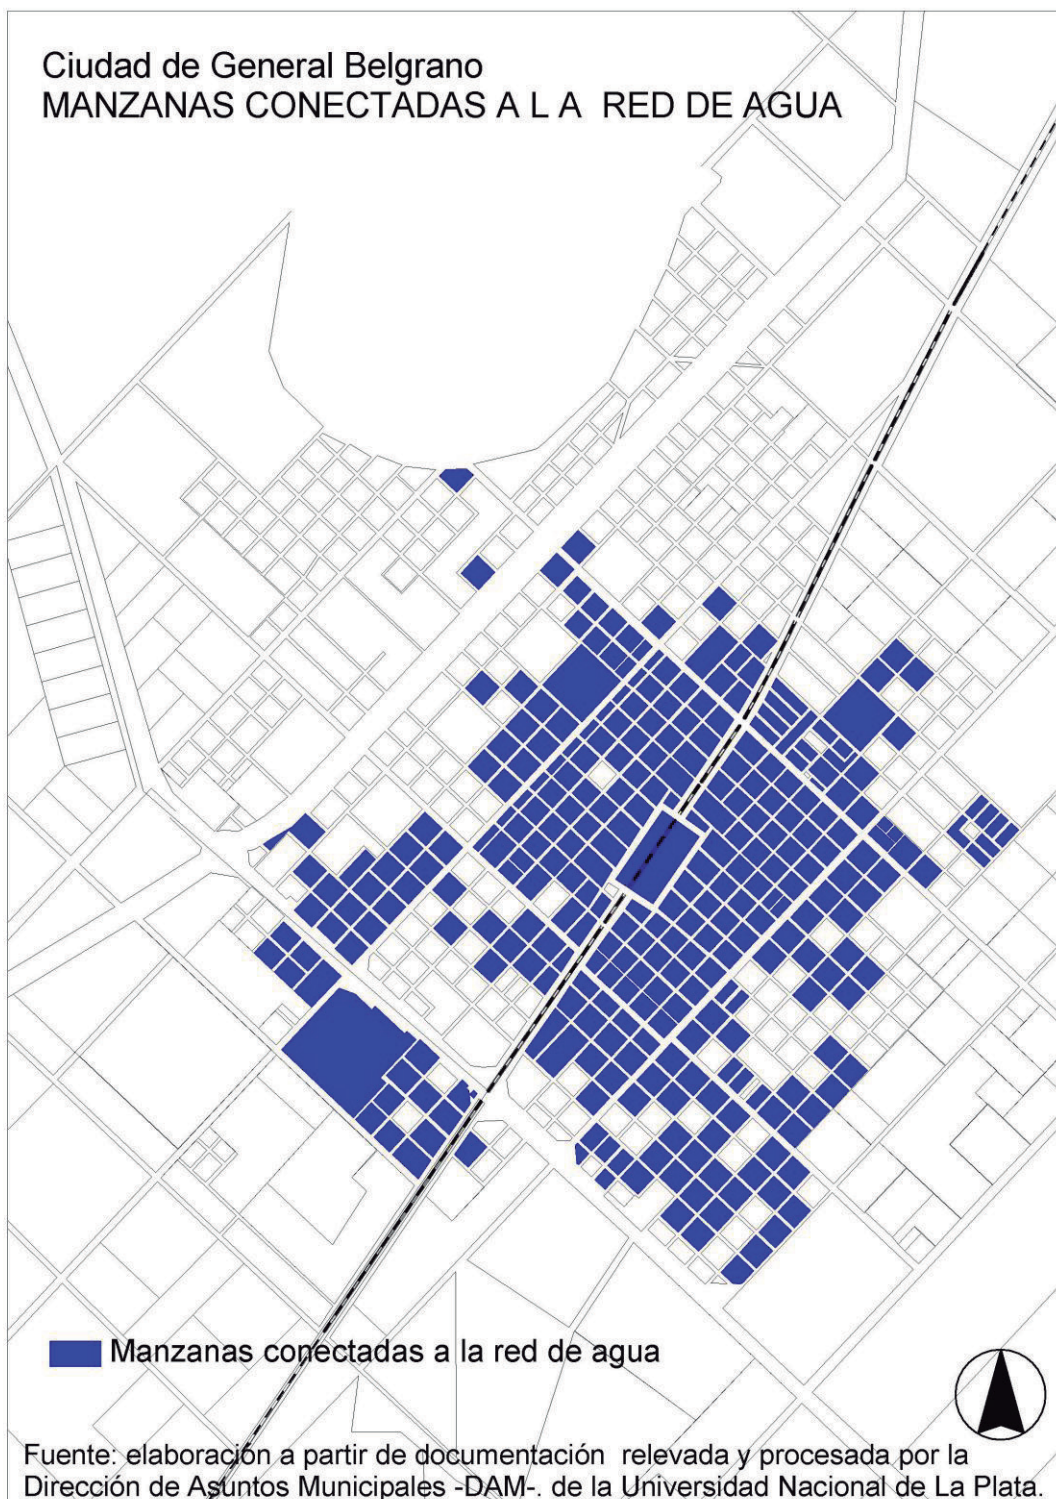 Ciudad de General Belgrano
MANZANAS CONECTADAS A L A RED DE AGUA
Manzanas conectadas a la red de agua
Fuente: elaboración a partir de documentación relevada y procesada por la
Dirección de Asuntos Municipales -DAM-. de la Universidad Nacional de La Plata.